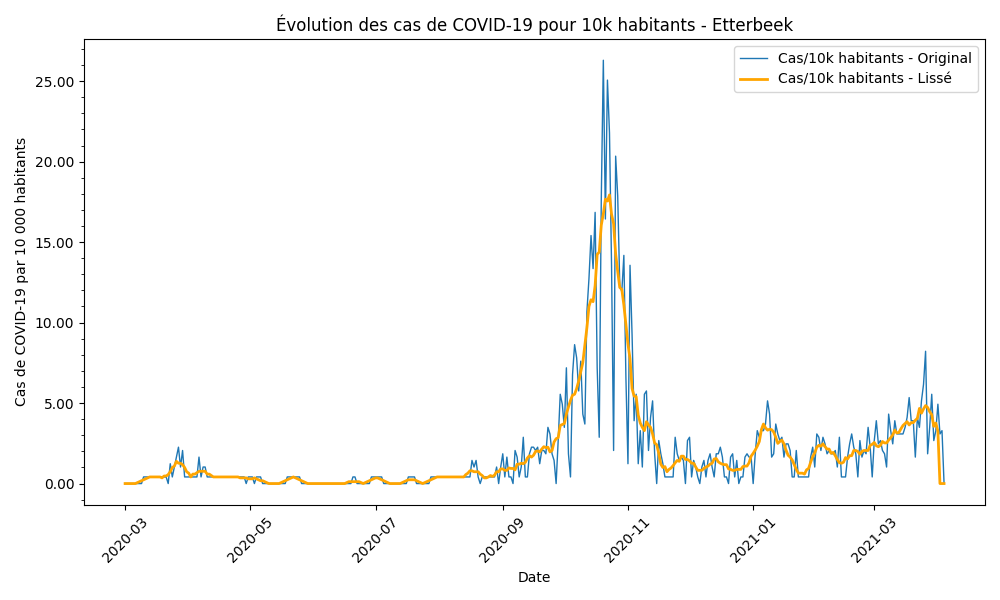 Évolution des cas de COVID-19 pour 10k habitants - Etterbeek
Cas/10k habitants - Original
Cas/10k habitants - Lissé
25.00
20.00
15.00
10.00
5.00
0.00
Cas de COVID-19 par 10 000 habitants
2020-03
2020-05
2020-07
2020-09
2020-11
2021-01
2021-03
Date